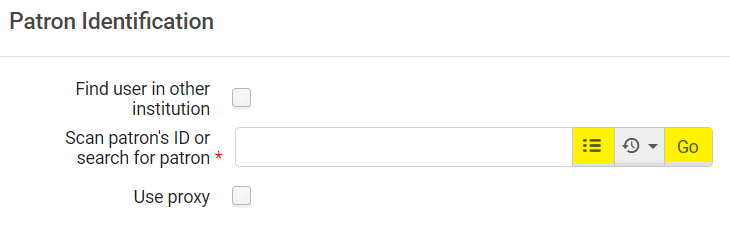 Patron Identification
Find user in other
institution
Scan patron's ID or
search for patron *
Go
Use proxy